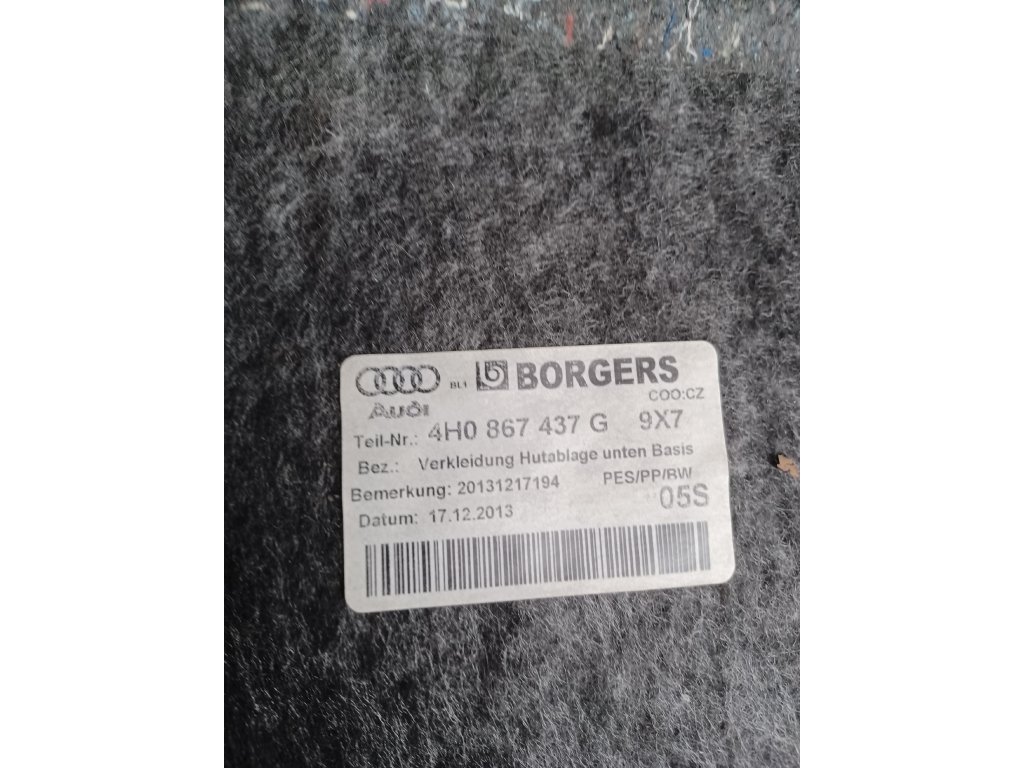 BL1 BORGERS
Audi
COO:CZ
Teil-Nr.: 4H0 867 437 G 9X7
Bez.: Verkleidung Hutablage unten Basis
Bemerkung: 20131217194 PES/PP/BW
Datum: 17.12.2013 05S